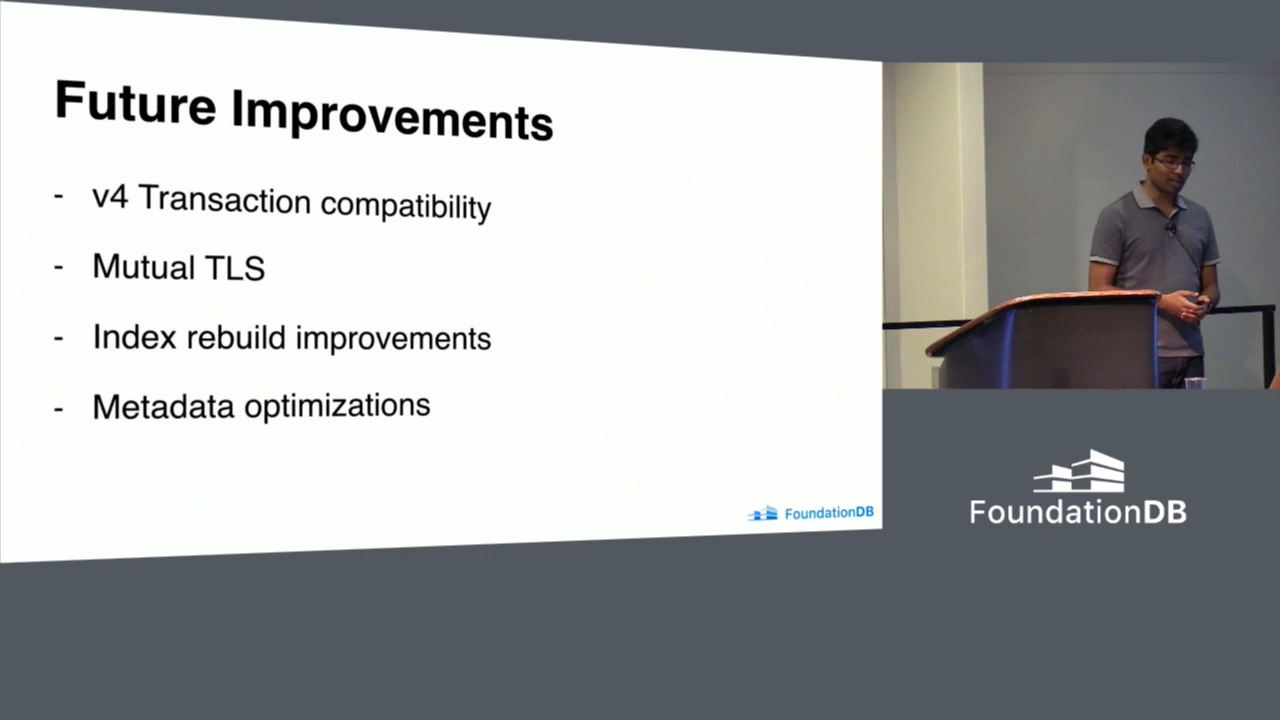 Future Improvements
- v4 Transaction compatibility
- Mutual TLS
- Index rebuild improvements
- Metadata optimizations
FoundationDB
FoundationDB